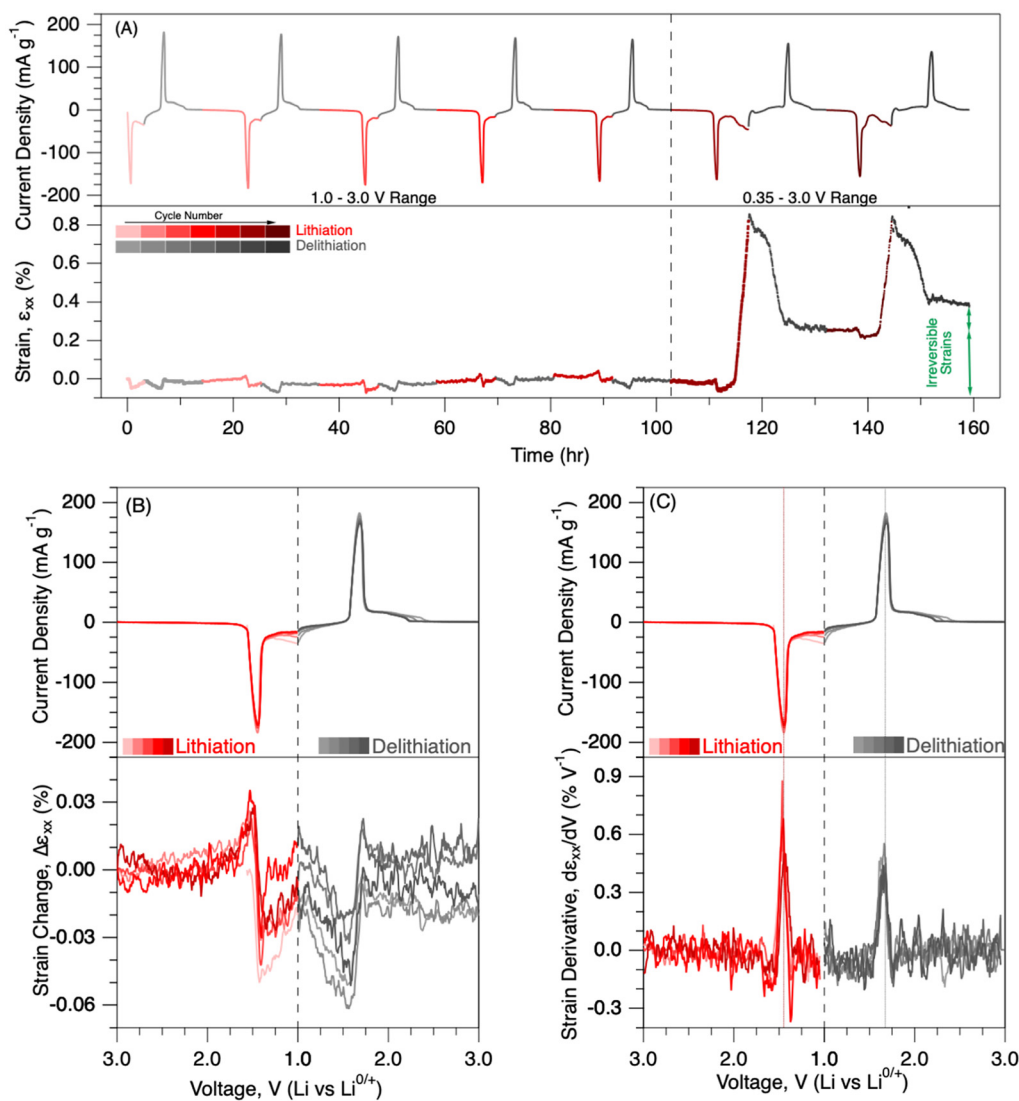 (A)
200
100
0
-100
-200
Current Density (mA g⁻¹)
1.0 - 3.0 V Range
0.35 - 3.0 V Range
Cycle Number
Lithiation
Delithiation
0.8
0.6
0.4
0.2
0.0
Strain, εxx (%)
Irreversible
Strains
0 20 40 60 80 100 120 140 160
Time (hr)
(B)
200
100
0
-100
-200
Current Density (mA g⁻¹)
Lithiation
Delithiation
0.03
0.00
-0.03
-0.06
Strain Change, Δεxx (%)
3.0 2.0 1.0 2.0 3.0
Voltage, V (Li vs Li⁰ᐟ⁺)
(C)
200
100
0
-100
-200
Current Density (mA g⁻¹)
Lithiation
Delithiation
0.9
0.6
0.3
0.0
-0.3
Strain Derivative, dεxx/dV (% V⁻¹)
3.0 2.0 1.0 2.0 3.0
Voltage, V (Li vs Li⁰ᐟ⁺)